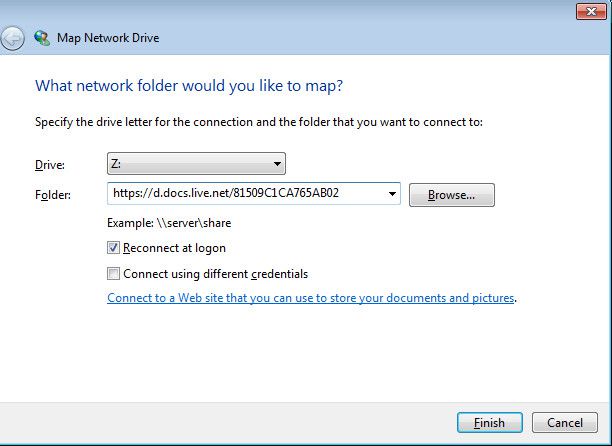 Map Network Drive
What network folder would you like to map?
Specify the drive letter for the connection and the folder that you want to connect to:
Drive: Z:
Folder: https://d.docs.live.net/81509C1CA765AB02 Browse...
Example: \\server\share
Reconnect at logon
Connect using different credentials
Connect to a Web site that you can use to store your documents and pictures.
Finish Cancel